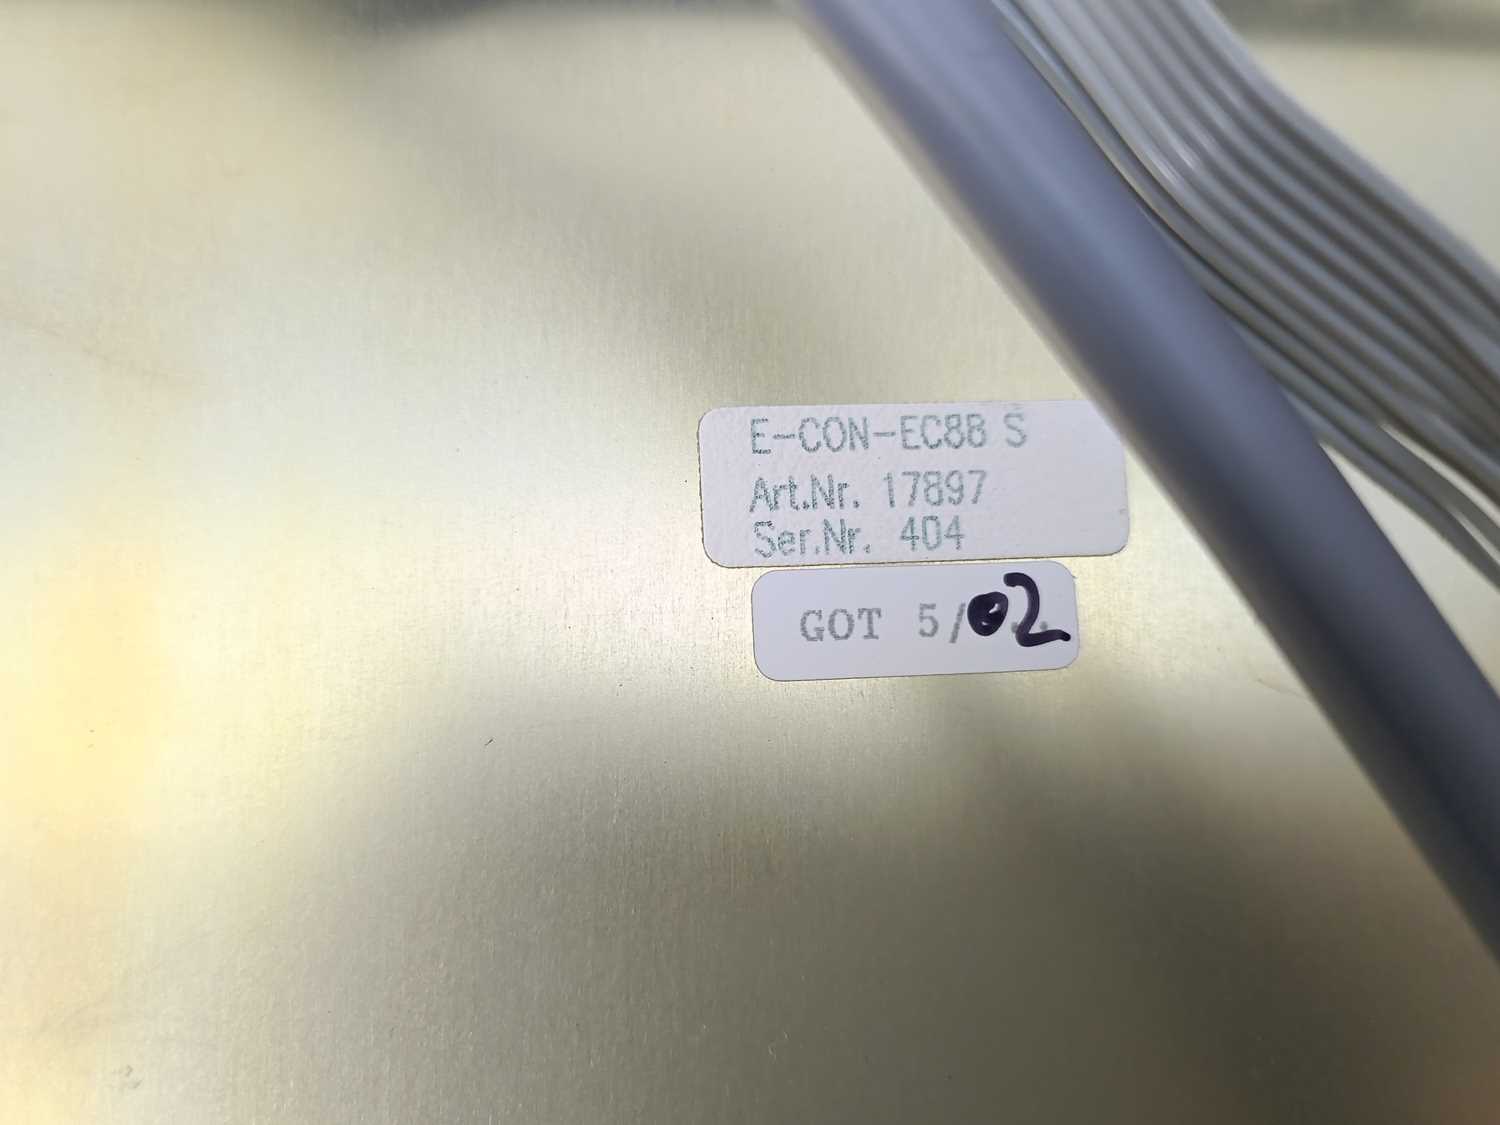 E-CON-EC88 S
Art.Nr. 17897
Ser.Nr. 404
GOT 5/02